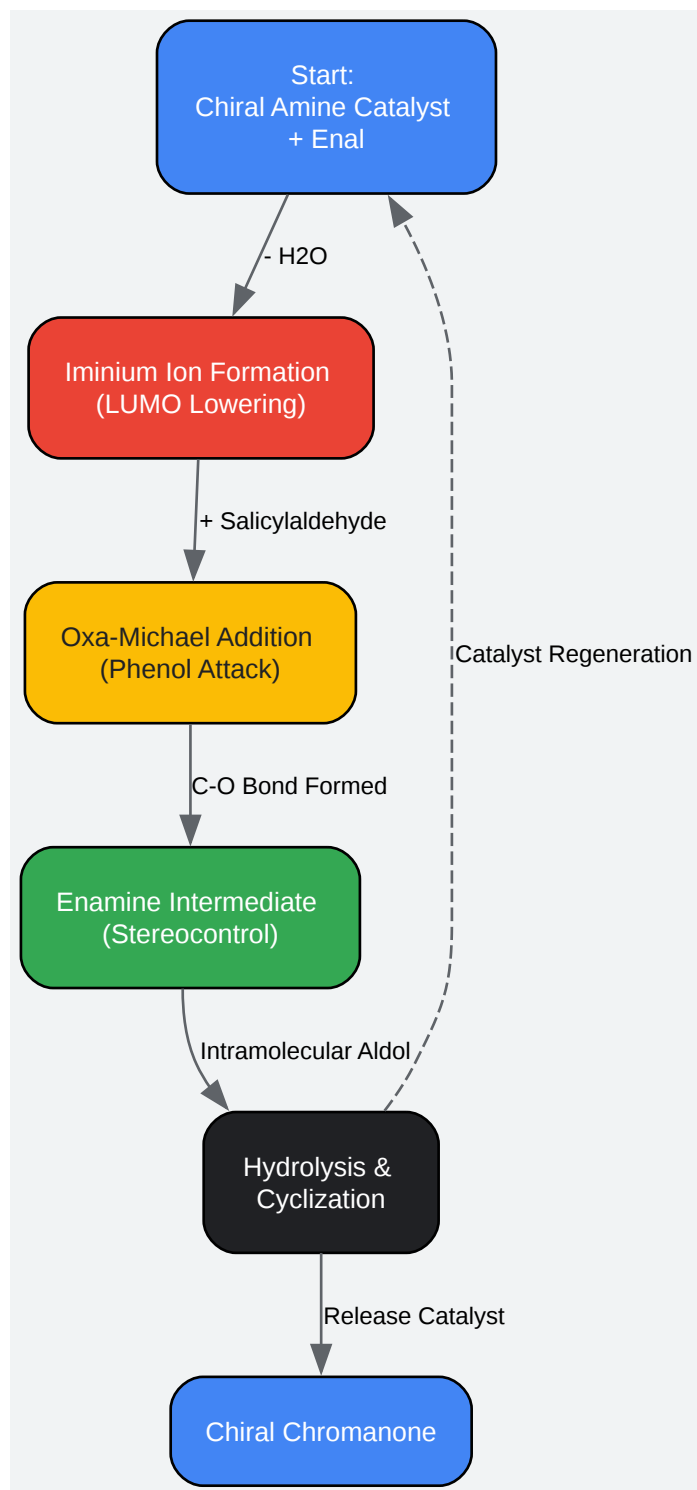 Start:
Chiral Amine Catalyst
+ Enal
- H2O
Iminium Ion Formation
(LUMO Lowering)
+ Salicylaldehyde
Oxa-Michael Addition
(Phenol Attack)
Catalyst Regeneration
C-O Bond Formed
Enamine Intermediate
(Stereocontrol)
Intramolecular Aldol
Hydrolysis &
Cyclization
Release Catalyst
Chiral Chromanone